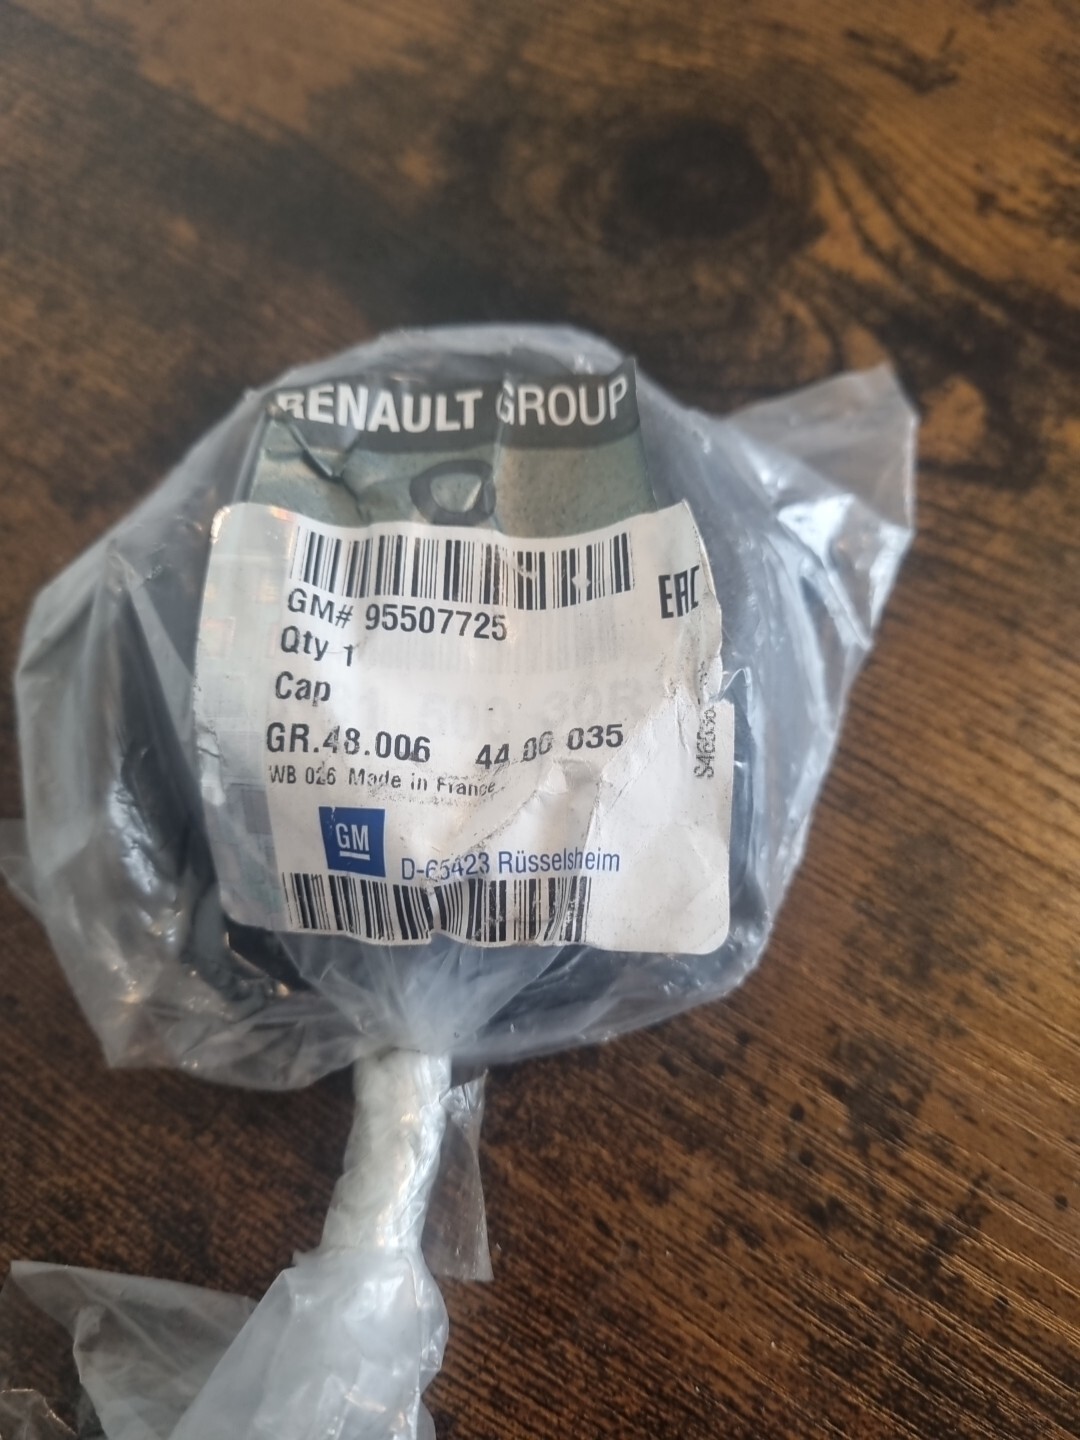 RENAULT GROUP
GM# 95507725
EAC
Qty 1
Cap
GR.48.006 44 00 035
WB 026 Made in France
GM
D-65423 Rüsselsheim